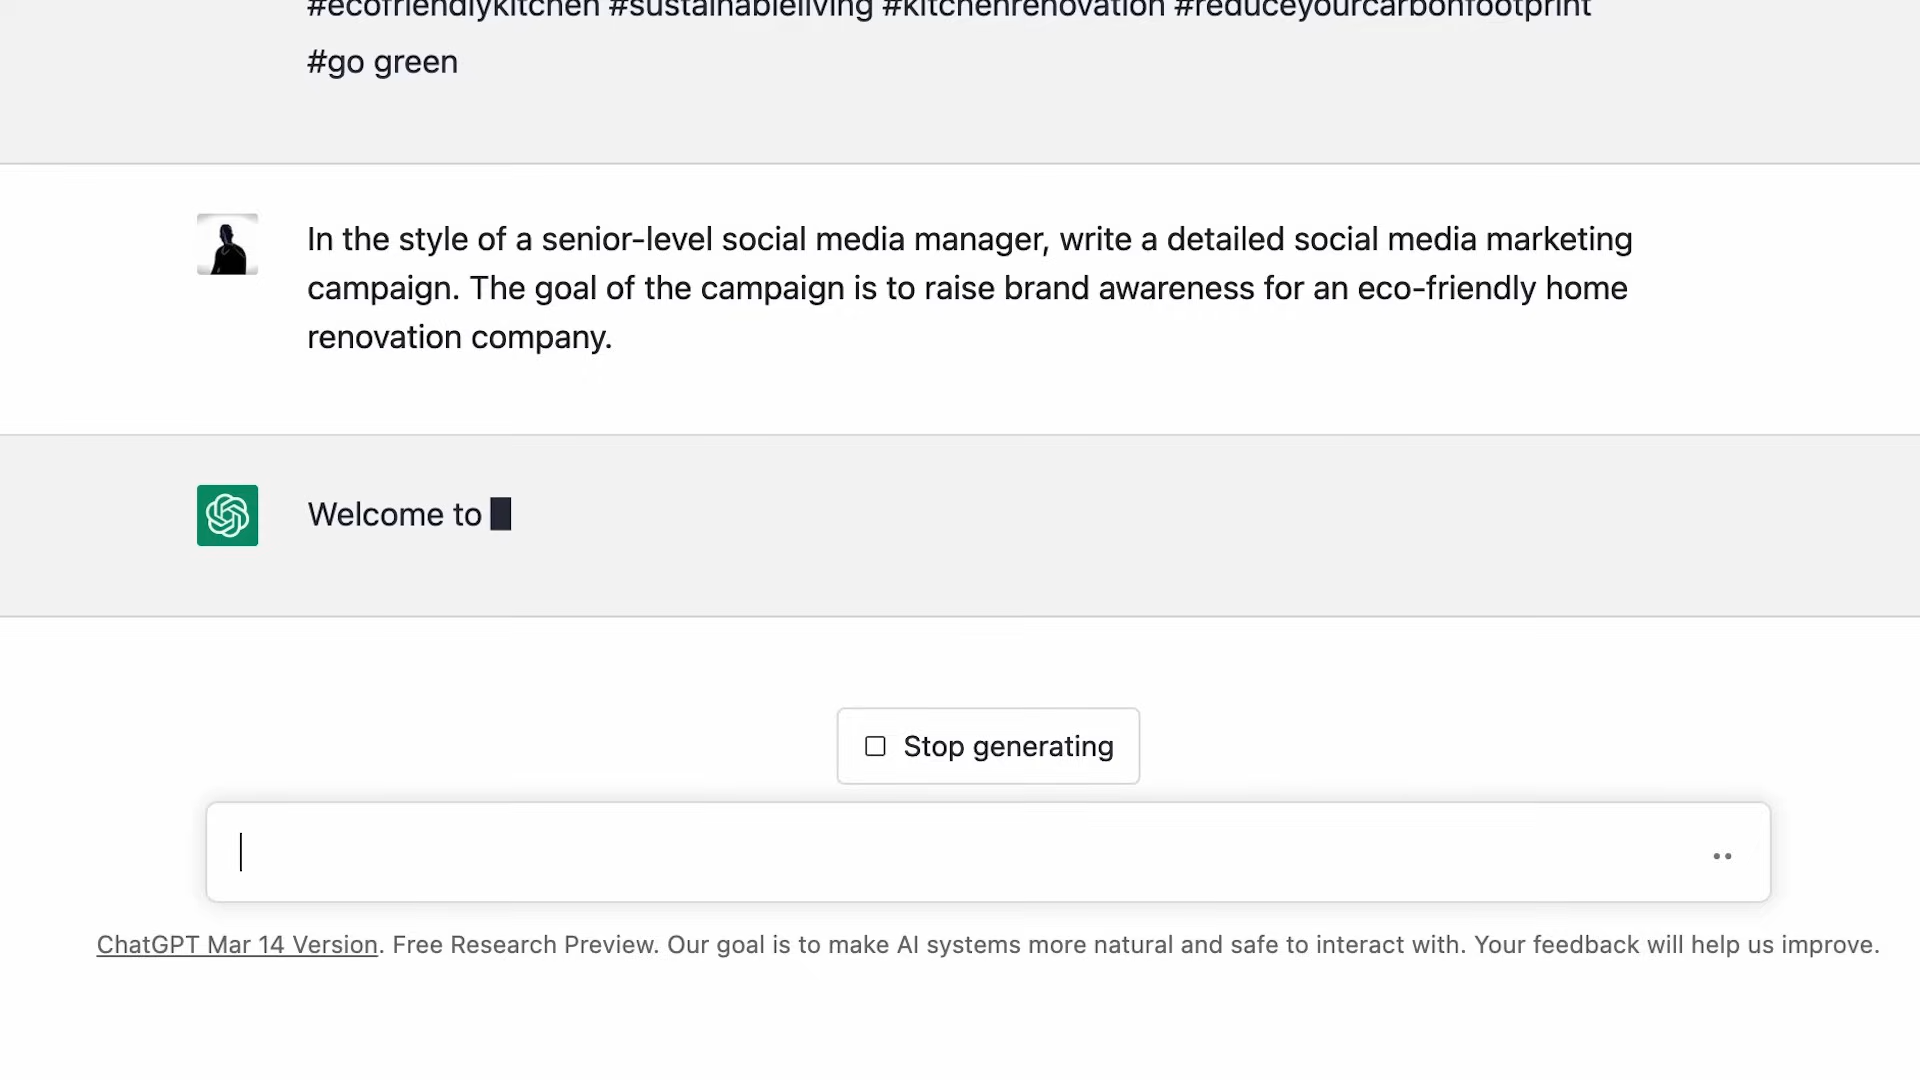 #ecofriendlykitchen #sustainableliving #kitchenrenovation #reduceyourcarbonfootprint
#go green
In the style of a senior-level social media manager, write a detailed social media marketing
campaign. The goal of the campaign is to raise brand awareness for an eco-friendly home
renovation company.
Welcome to
Stop generating
ChatGPT Mar 14 Version. Free Research Preview. Our goal is to make AI systems more natural and safe to interact with. Your feedback will help us improve.